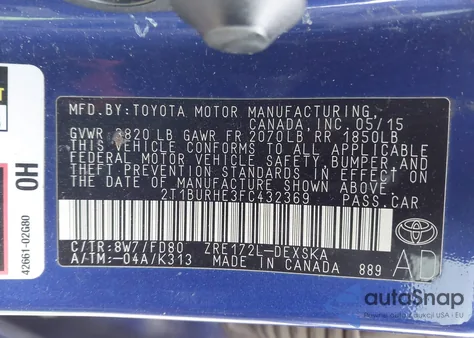 MFD.BY:TOYOTA MOTOR MANUFACTURING,
CANADA,INC.05/15
GVWR 3820 LB GAWR FR 2070LB,RR 1850LB
THIS VEHICLE CONFORMS TO ALL APPLICABLE
FEDERAL MOTOR VEHICLE SAFETY, BUMPER,AND
THEFT PREVENTION STANDARDS IN EFFECT ON
THE DATE OF MANUFACTURE SHOWN ABOVE.
2T1BURHE3FC432369 PASS.CAR
C/TR:8W7/FD80 ZRE172L-DEXSKA
A/TM:-04A/K313 MADE IN CANADA 889
AD
TOYOTA
OH
42661-02G80
autoSnap